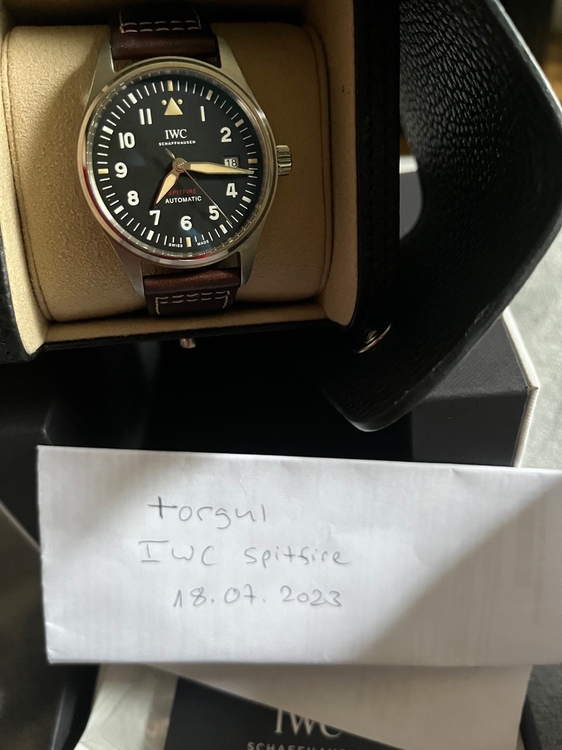 11
1
10
IWC
SCHAFFHAUSEN
2
9
18
8
SPITFIRE
4
AUTOMATIC
7
5
6
SWISS MADE
torgul
IWC spitfire
18.07.2023
IWC
SCHAFFHAUSEN